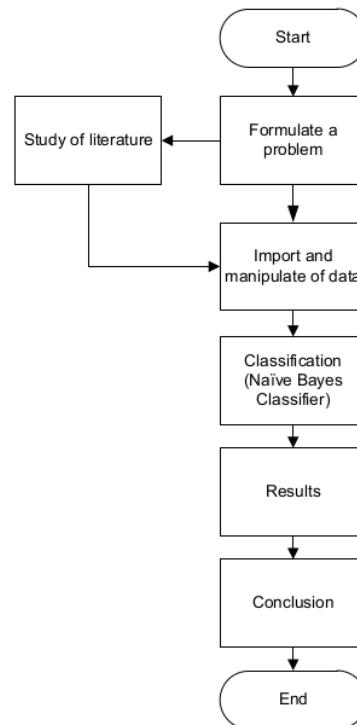 Start
Study of literature
Formulate a
problem
Import and
manipulate of data
Classification
(Naïve Bayes
Classifier)
Results
Conclusion
End